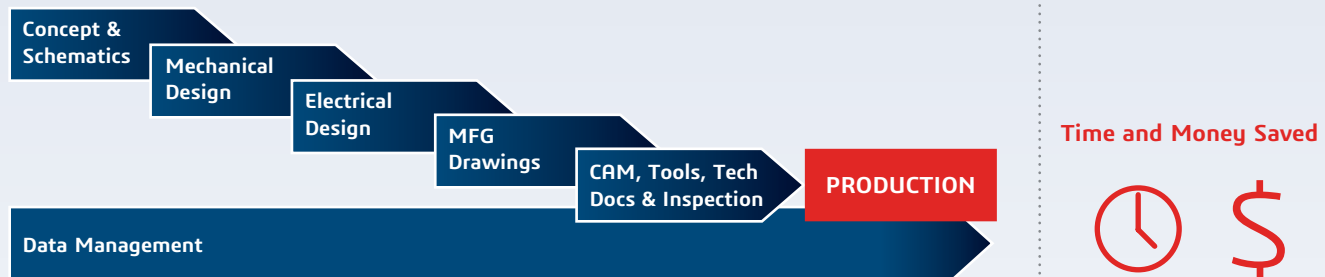 Concept &
Schematics
Mechanical
Design
Electrical
Design
MFG
Drawings
CAM, Tools, Tech
Docs & Inspection
PRODUCTION
Data Management
Time and Money Saved
$